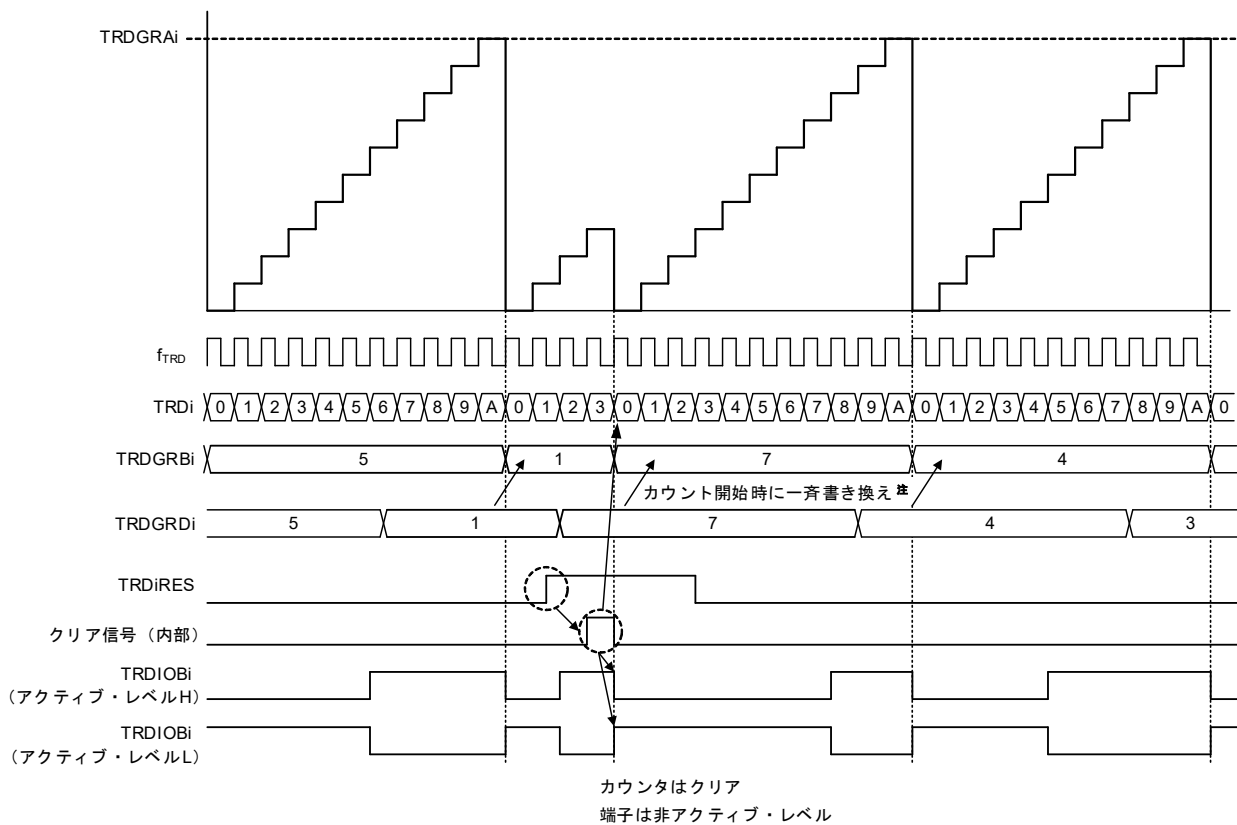 TRDGRAi
fTRD
TRDi 0 1 2 3 4 5 6 7 8 9 A 0 1 2 3 0 1 2 3 4 5 6 7 8 9 A 0 1 2 3 4 5 6 7 8 9 A 0
TRDGRBi 5 1 7 4
カウント開始時に一斉書き換え注
TRDGRDi 5 1 7 4 3
TRDiRES
クリア信号（内部）
TRDIOBi
（アクティブ・レベルH）
TRDIOBi
（アクティブ・レベルL）
カウンタはクリア
端子は非アクティブ・レベル